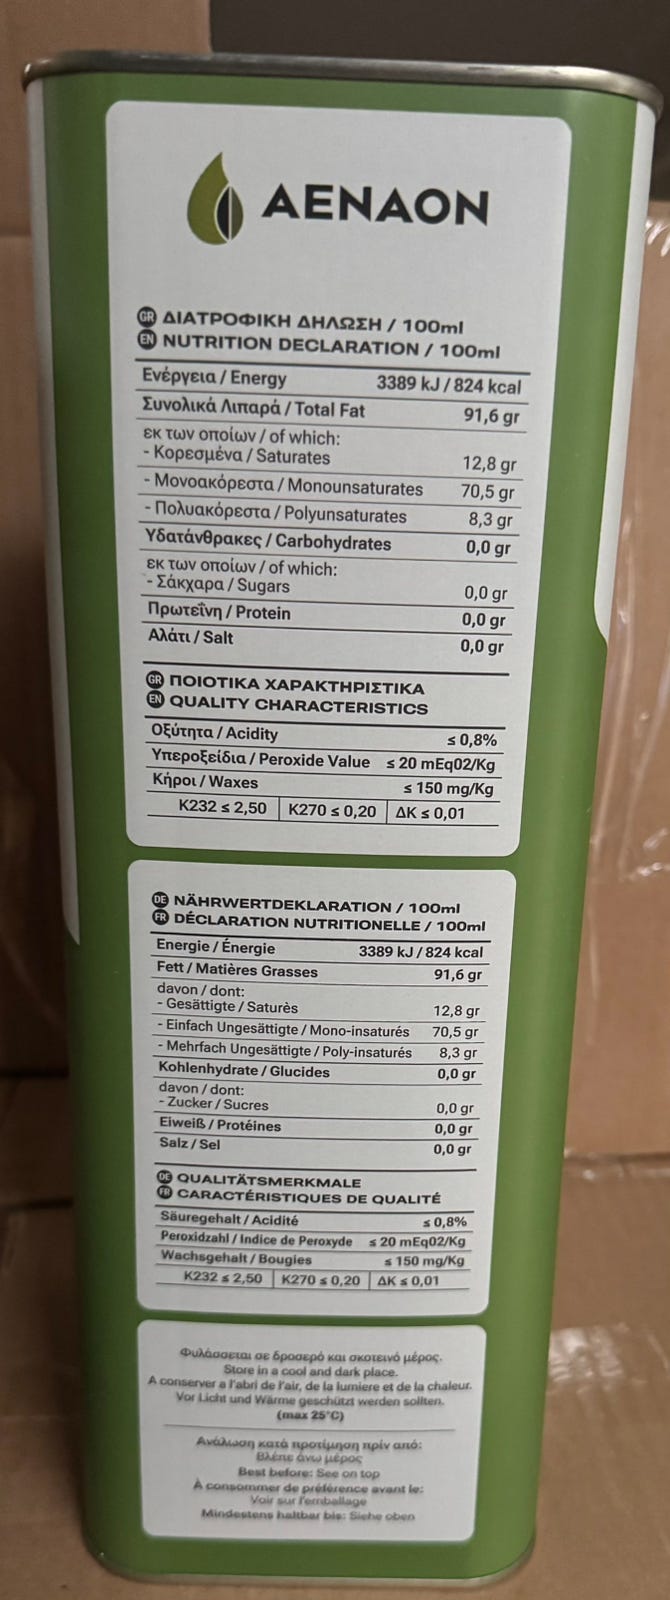 AENAON
GR ΔΙΑΤΡΟΦΙΚΗ ΔΗΛΩΣΗ / 100ml
EN NUTRITION DECLARATION / 100ml
Ενέργεια / Energy 3389 kJ / 824 kcal
Συνολικά Λιπαρά / Total Fat 91,6 gr
εκ των οποίων / of which:
- Κορεσμένα / Saturates 12,8 gr
- Μονοακόρεστα / Monounsaturates 70,5 gr
- Πολυακόρεστα / Polyunsaturates 8,3 gr
Υδατάνθρακες / Carbohydrates 0,0 gr
εκ των οποίων / of which:
- Σάκχαρα / Sugars 0,0 gr
Πρωτεΐνη / Protein 0,0 gr
Αλάτι / Salt 0,0 gr
GR ΠΟΙΟΤΙΚΑ ΧΑΡΑΚΤΗΡΙΣΤΙΚΑ
EN QUALITY CHARACTERISTICS
Οξύτητα / Acidity ≤ 0,8%
Υπεροξείδια / Peroxide Value ≤ 20 mEq02/Kg
Κήροι / Waxes ≤ 150 mg/Kg
K232 ≤ 2,50 K270 ≤ 0,20 ΔK ≤ 0,01
DE NÄHRWERTDEKLARATION / 100ml
FR DÉCLARATION NUTRITIONELLE / 100ml
Energie / Énergie 3389 kJ / 824 kcal
Fett / Matières Grasses 91,6 gr
davon / dont:
- Gesättigte / Saturès 12,8 gr
- Einfach Ungesättigte / Mono-insaturés 70,5 gr
- Mehrfach Ungesättigte / Poly-insaturés 8,3 gr
Kohlenhydrate / Glucides 0,0 gr
davon / dont:
- Zucker / Sucres 0,0 gr
Eiweiß / Protéines 0,0 gr
Salz / Sel 0,0 gr
DE QUALITÄTSMERKMALE
FR CARACTÉRISTIQUES DE QUALITÉ
Säuregehalt / Acidité ≤ 0,8%
Peroxidzahl / Indice de Peroxyde ≤ 20 mEq02/Kg
Wachsgehalt / Bougies ≤ 150 mg/Kg
K232 ≤ 2,50 K270 ≤ 0,20 ΔK ≤ 0,01
Φυλάσσεται σε δροσερό και σκοτεινό μέρος.
Store in a cool and dark place.
A conserver a l'abri de l'air, de la lumiere et de la chaleur.
Vor Licht und Wärme geschützt werden sollten.
(max 25°C)
Ανάλωση κατά προτίμηση πρίν από:
Βλέπε άνω μέρος
Best before: See on top
À consommer de préférence avant le:
Voir sur l'emballage
Mindestens haltbar bis: Siehe oben